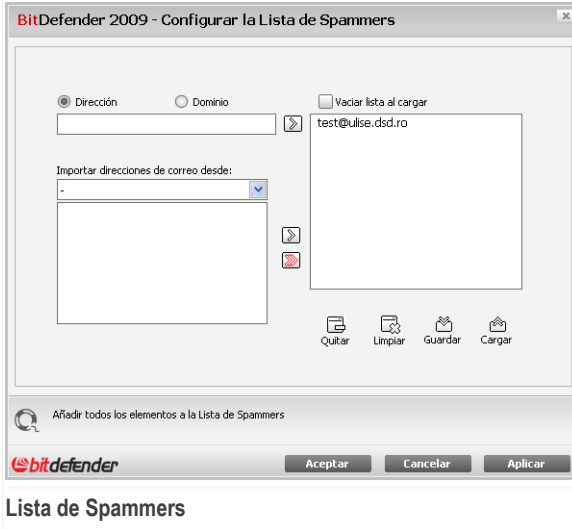 BitDefender 2009 - Configurar la Lista de Spammers
Dirección
Dominio
Vaciar lista al cargar
test@ulise.dsd.ro
Importar direcciones de correo desde:
-
Quitar
Limpiar
Guardar
Cargar
Añadir todos los elementos a la Lista de Spammers
bitdefender
Aceptar
Cancelar
Aplicar
Lista de Spammers